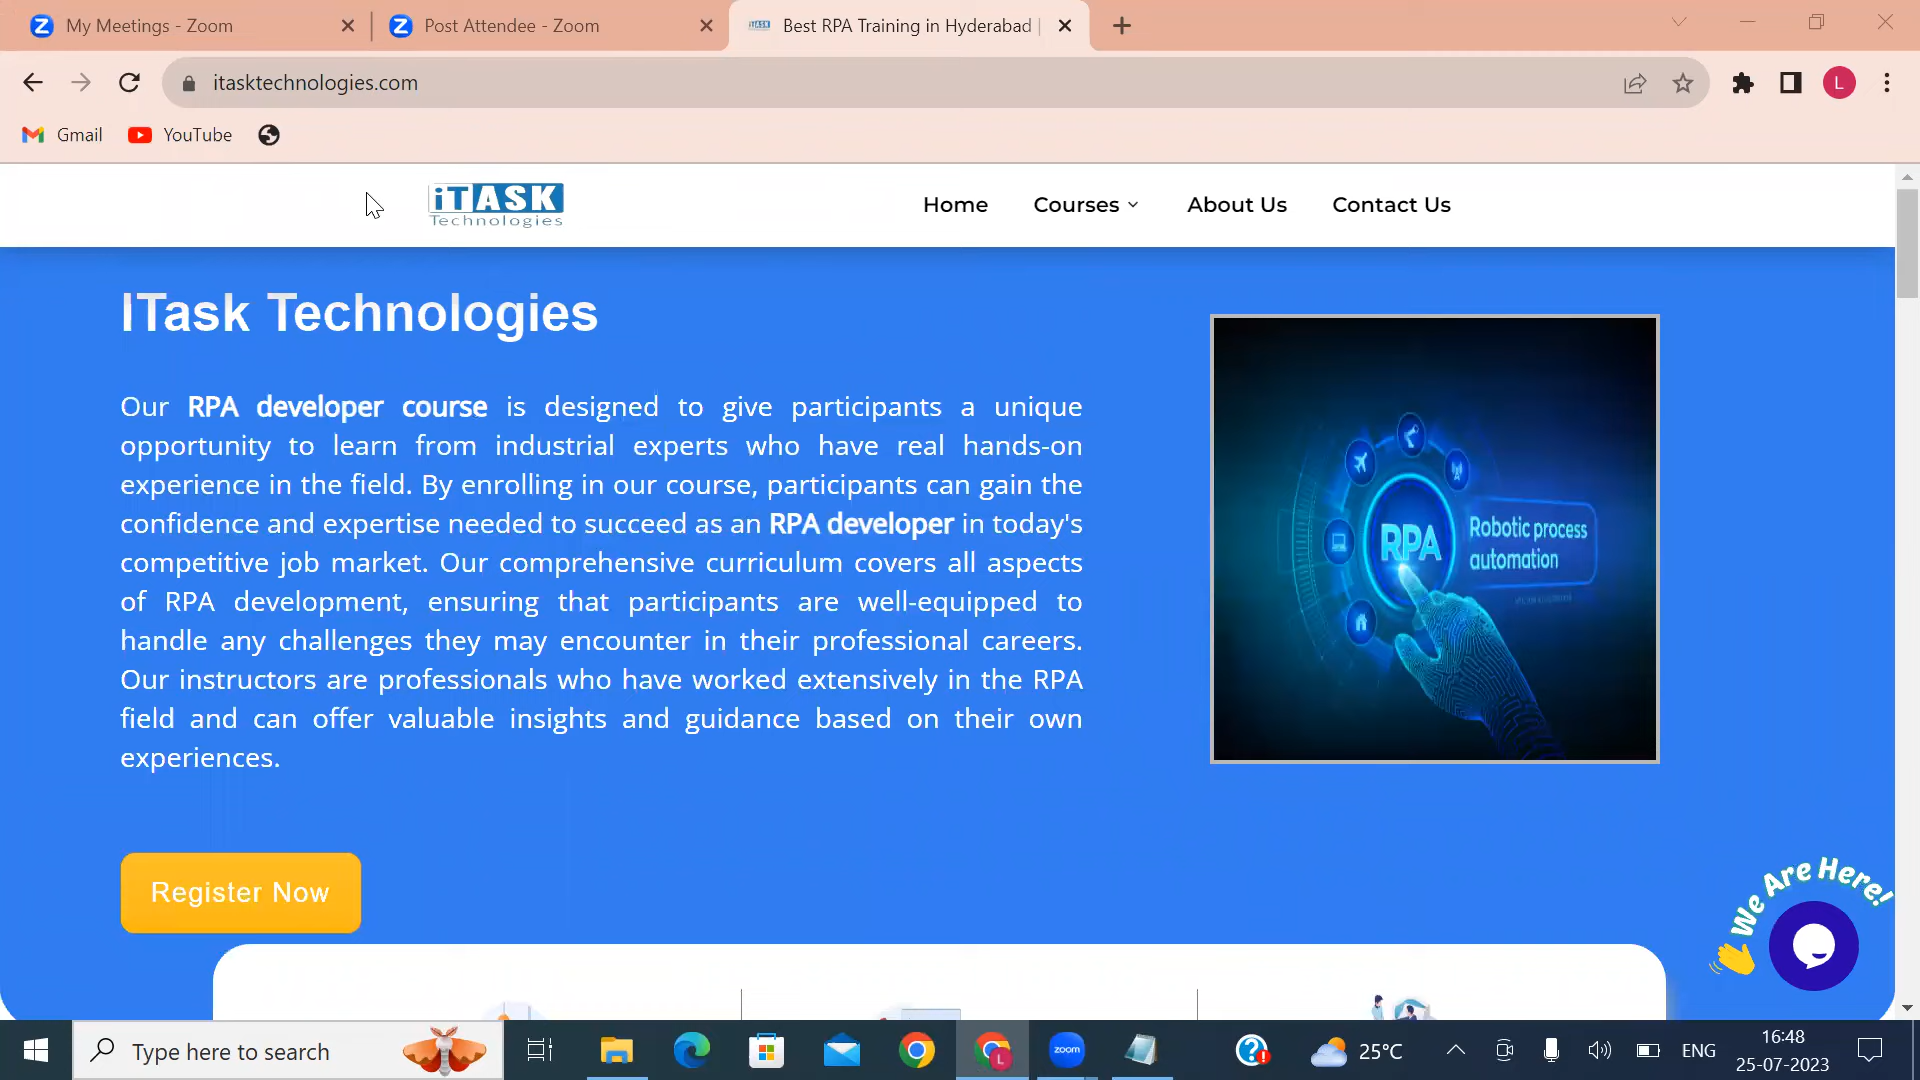 My Meetings - Zoom
Post Attendee - Zoom
Best RPA Training in Hyderabad |
itasktechnologies.com
L
Gmail
YouTube
iTASK
Technologies
Home
Courses
About Us
Contact Us
ITask Technologies
Our RPA developer course is designed to give participants a unique
opportunity to learn from industrial experts who have real hands-on
experience in the field. By enrolling in our course, participants can gain the
confidence and expertise needed to succeed as an RPA developer in today's
competitive job market. Our comprehensive curriculum covers all aspects
of RPA development, ensuring that participants are well-equipped to
handle any challenges they may encounter in their professional careers.
Our instructors are professionals who have worked extensively in the RPA
field and can offer valuable insights and guidance based on their own
experiences.
RPA
Robotic process
automation
Register Now
We Are Here!
Type here to search
L
zoom
25°C
ENG
16:48
25-07-2023